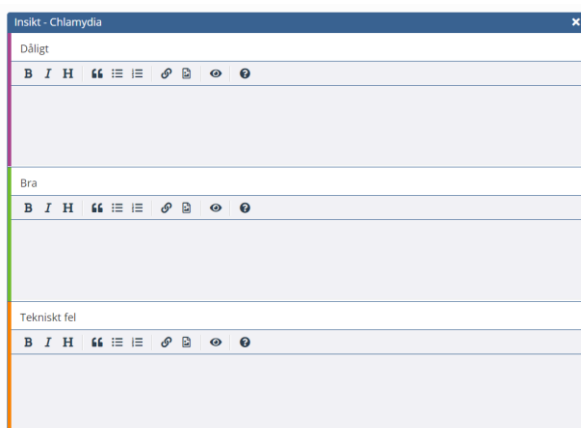 Insikt - Chlamydia
Dåligt
B I H
Bra
B I H
Tekniskt fel
B I H